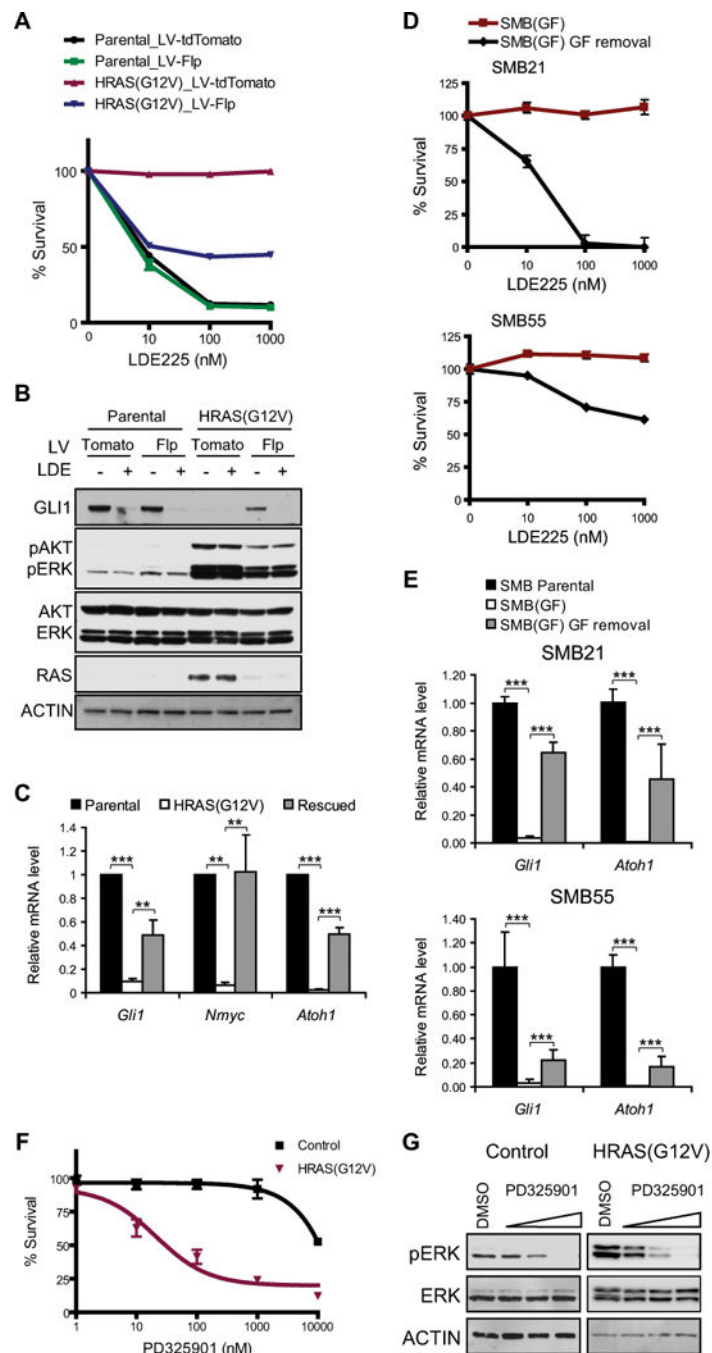 A
Parental_LV-tdTomato
Parental_LV-Flp
HRAS(G12V)_LV-tdTomato
HRAS(G12V)_LV-Flp
% Survival
100
50
0
0 10 100 1000
LDE225 (nM)
B
Parental HRAS(G12V)
LV Tomato Flp Tomato Flp
LDE - + - + - + - +
GLI1
pAKT
pERK
AKT
ERK
RAS
ACTIN
C
Parental HRAS(G12V) Rescued
Relative mRNA level
1.4
1.2
1
0.8
0.6
0.4
0.2
0
*** ** ** ** *** ***
Gli1 Nmyc Atoh1
D
SMB(GF)
SMB(GF) GF removal
SMB21
% Survival
125
100
75
50
25
0
0 10 100 1000
LDE225 (nM)
SMB55
% Survival
125
100
75
50
25
0
0 10 100 1000
LDE225 (nM)
E
SMB Parental
SMB(GF)
SMB(GF) GF removal
SMB21
Relative mRNA level
1.20
1.00
0.80
0.60
0.40
0.20
0.00
*** *** *** ***
Gli1 Atoh1
SMB55
Relative mRNA level
1.40
1.20
1.00
0.80
0.60
0.40
0.20
0.00
*** *** *** ***
Gli1 Atoh1
F
Control
HRAS(G12V)
% Survival
100
75
50
25
0
1 10 100 1000 10000
PD325901 (nM)
G
Control HRAS(G12V)
DMSO PD325901 DMSO PD325901
pERK
ERK
ACTIN